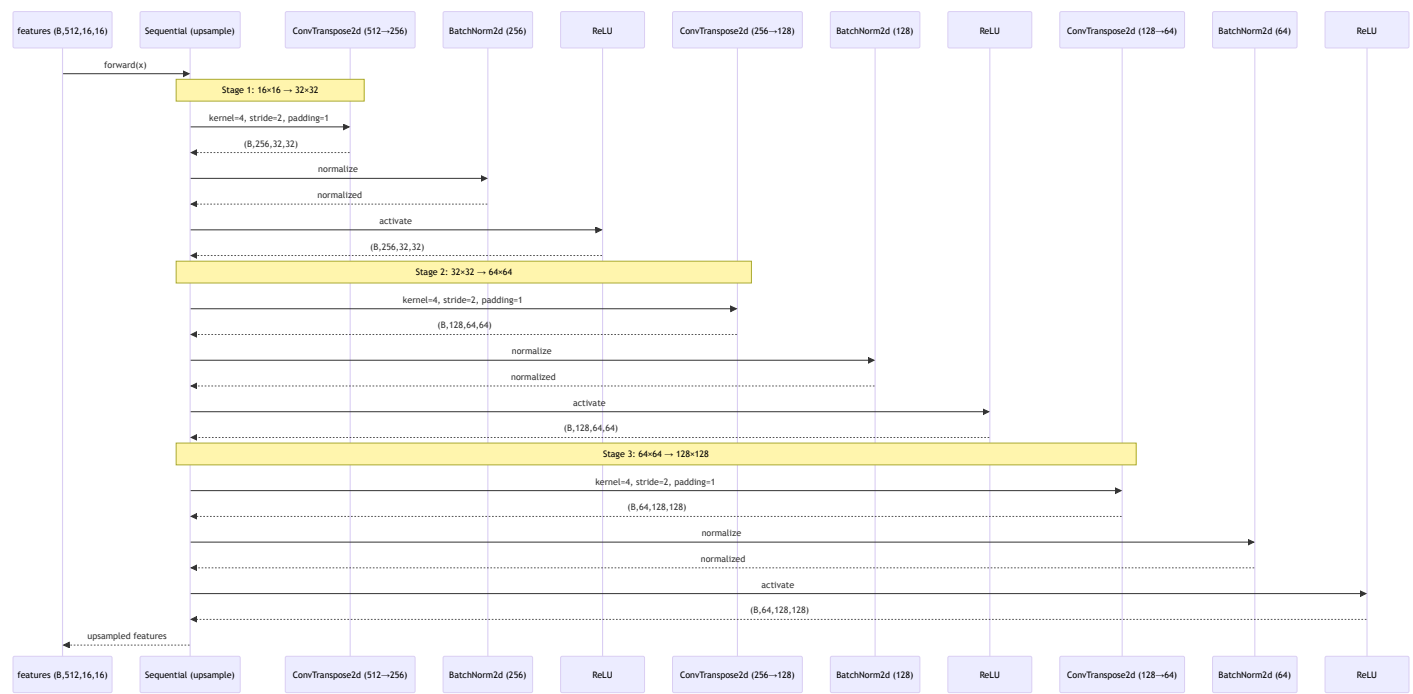 features (B,512,16,16)
Sequential (upsample)
ConvTranspose2d (512→256)
BatchNorm2d (256)
ReLU
ConvTranspose2d (256→128)
BatchNorm2d (128)
ReLU
ConvTranspose2d (128→64)
BatchNorm2d (64)
ReLU
forward(x)
Stage 1: 16×16 → 32×32
kernel=4, stride=2, padding=1
(B,256,32,32)
normalize
normalized
activate
(B,256,32,32)
Stage 2: 32×32 → 64×64
kernel=4, stride=2, padding=1
(B,128,64,64)
normalize
normalized
activate
(B,128,64,64)
Stage 3: 64×64 → 128×128
kernel=4, stride=2, padding=1
(B,64,128,128)
normalize
normalized
activate
(B,64,128,128)
upsampled features
features (B,512,16,16)
Sequential (upsample)
ConvTranspose2d (512→256)
BatchNorm2d (256)
ReLU
ConvTranspose2d (256→128)
BatchNorm2d (128)
ReLU
ConvTranspose2d (128→64)
BatchNorm2d (64)
ReLU